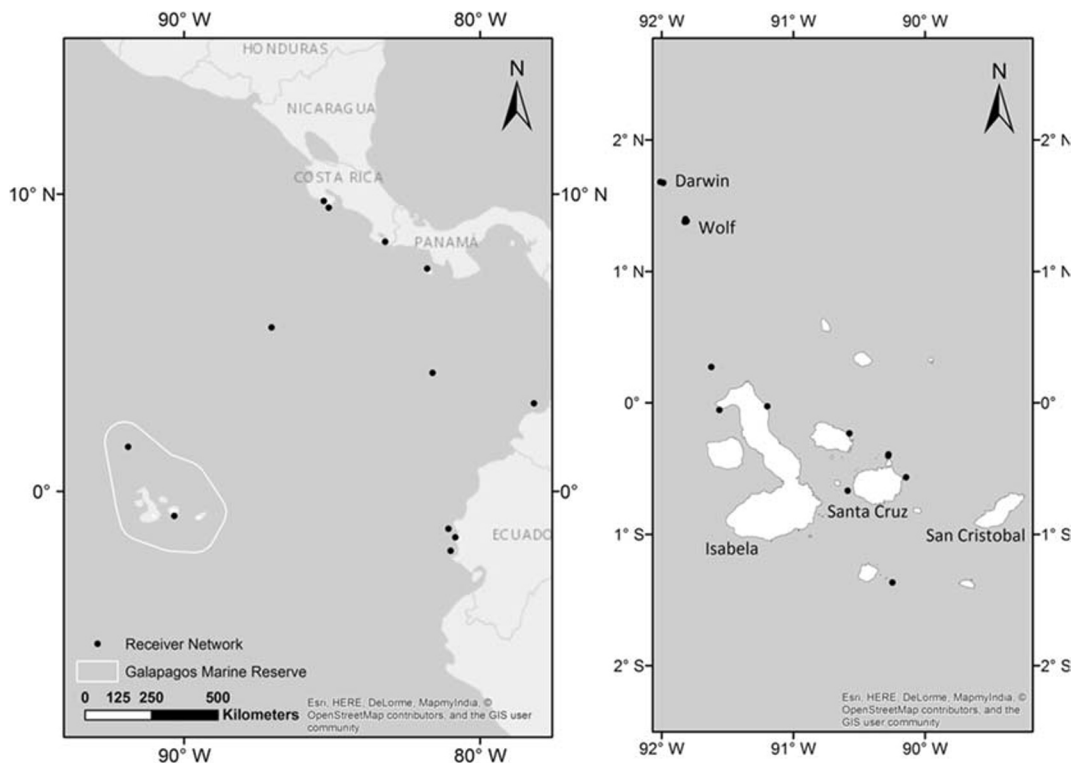 90° W
80° W
HONDURAS
N
NICARAGUA
10° N
COSTA RICA
PANAMÁ
0°
0°
ECUADO
Receiver Network
Galapagos Marine Reserve
0 125 250 500
Kilometers
Esri, HERE, DeLorme, MapmyIndia, ©
OpenStreetMap contributors, and the GIS user
community
90° W
80° W
92° W
91° W
90° W
N
2° N
2° N
Darwin
Wolf
1° N
1° N
0°
0°
Santa Cruz
San Cristobal
Isabela
1° S
1° S
2° S
2° S
Esri, HERE, DeLorme, MapmyIndia, ©
OpenStreetMap contributors, and the
GIS user community
92° W
91° W
90° W